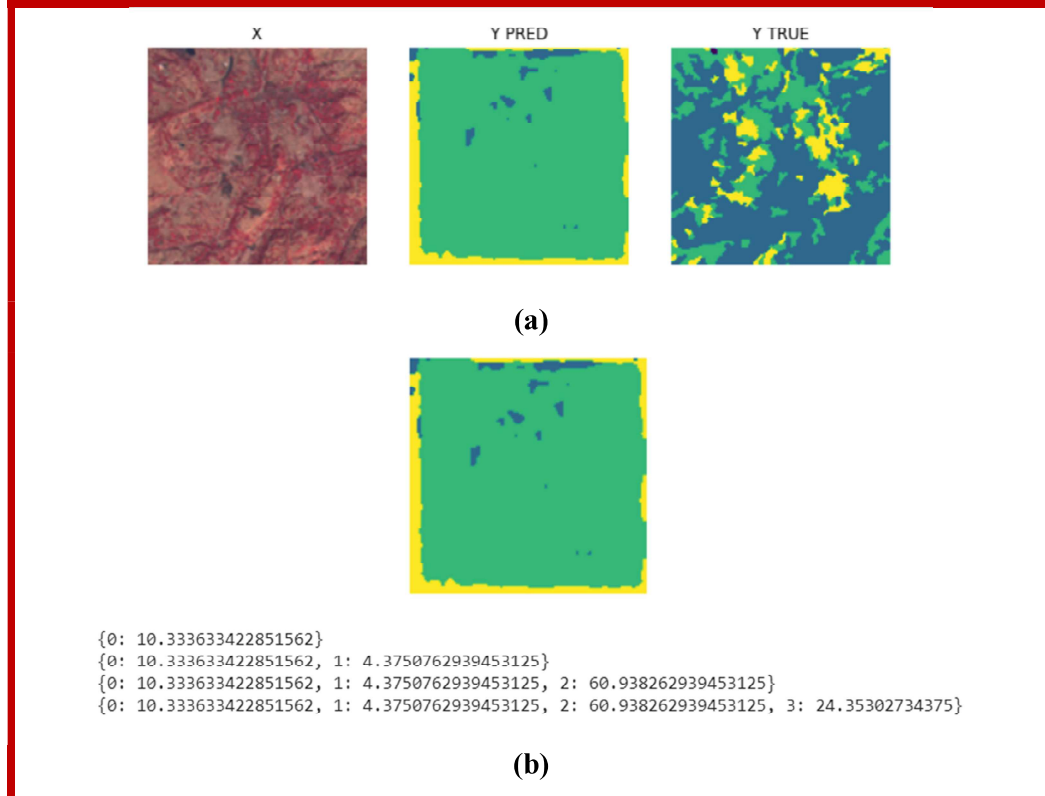 X Y PRED Y TRUE
(a)
{0: 10.333633422851562}
{0: 10.333633422851562, 1: 4.3750762939453125}
{0: 10.333633422851562, 1: 4.3750762939453125, 2: 60.938262939453125}
{0: 10.333633422851562, 1: 4.3750762939453125, 2: 60.938262939453125, 3: 24.35302734375}
(b)